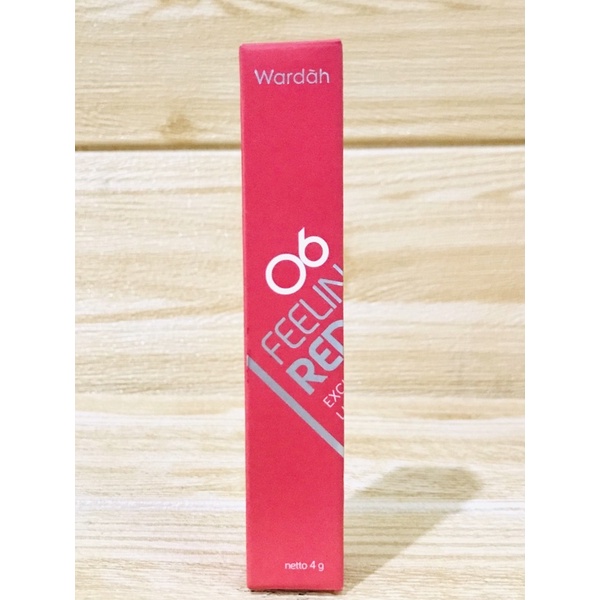 Wardāh
06
FEELIN
RED
EXC
netto 4 g